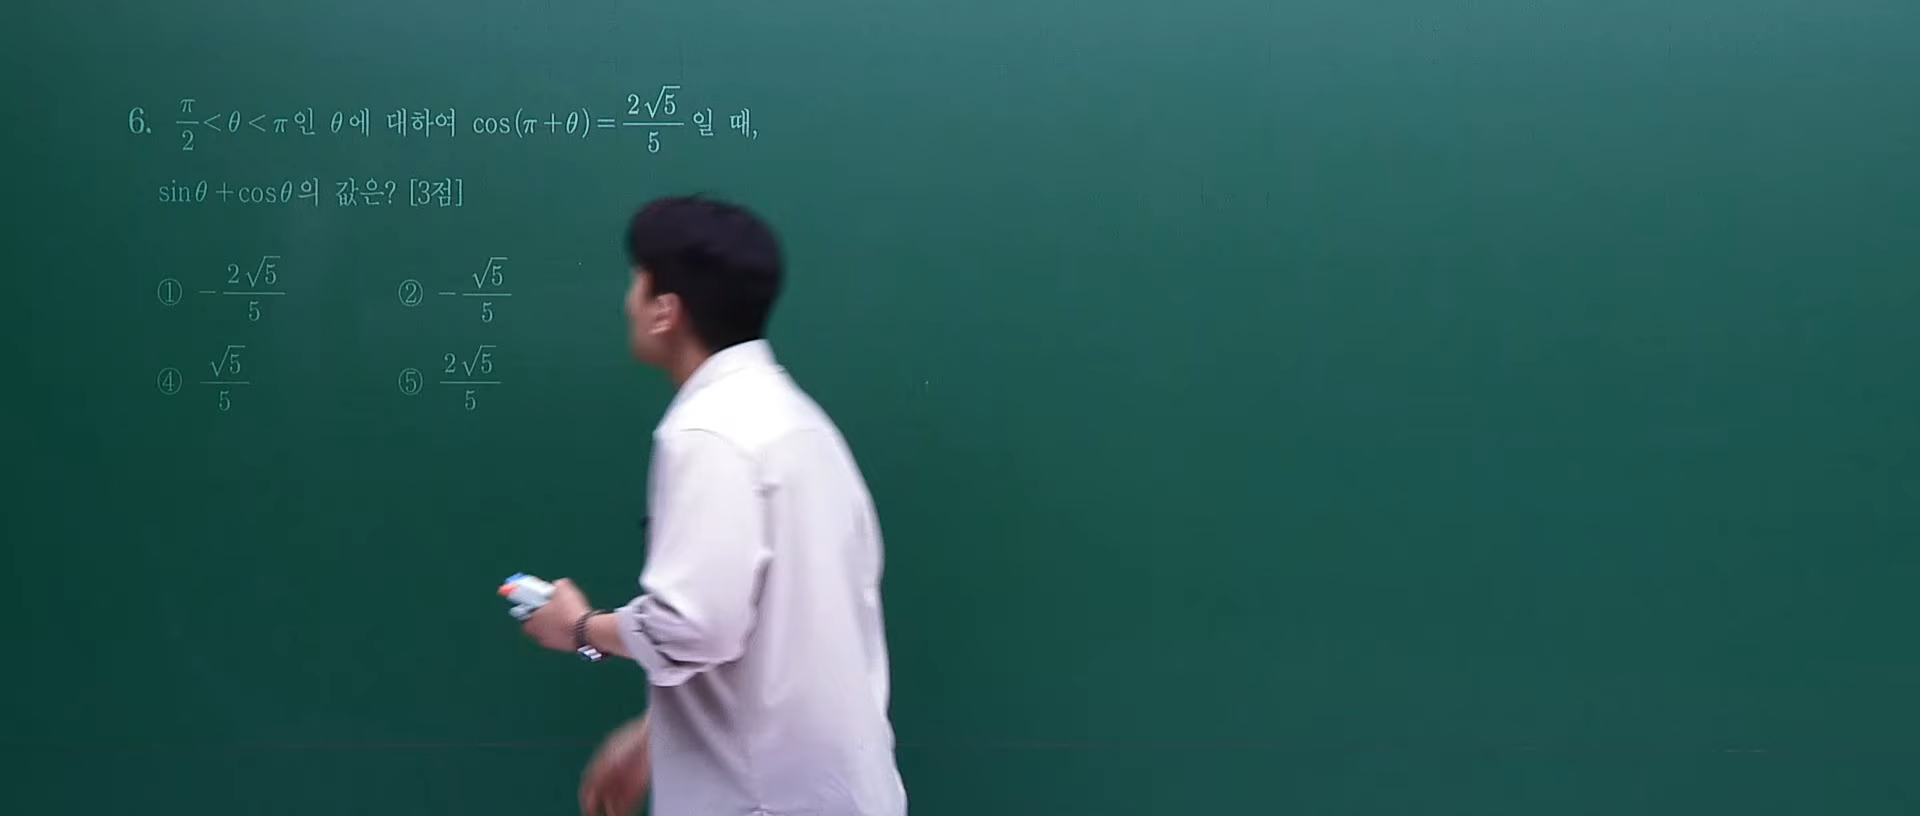 6. π/2 < θ < π인 θ에 대하여 cos(π+θ) = 2√5/5 일 때,
sinθ + cosθ의 값은? [3점]
① -2√5/5 ② -√5/5
④ √5/5 ⑤ 2√5/5